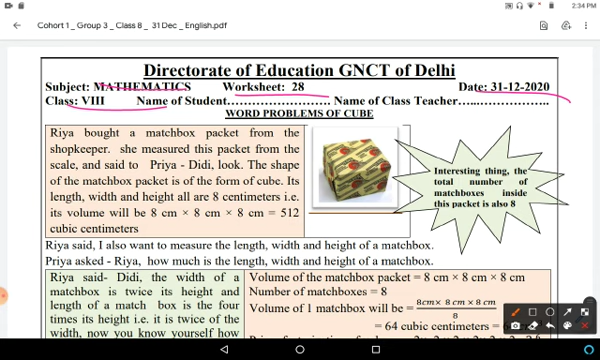 2:34 PM
Cohort 1 _ Group 3 _ Class 8 _ 31 Dec _ English.pdf
Directorate of Education GNCT of Delhi
Subject: MATHEMATICS Worksheet: 28 Date: 31-12-2020
Class: VIII Name of Student.............................. Name of Class Teacher........................
WORD PROBLEMS OF CUBE
Riya bought a matchbox packet from the
shopkeeper. she measured this packet from the
scale, and said to Priya - Didi, look. The shape
of the matchbox packet is of the form of cube. Its
length, width and height all are 8 centimeters i.e.
its volume will be 8 cm × 8 cm × 8 cm = 512
cubic centimeters
Interesting thing, the
total number of
matchboxes inside
this packet is also 8
Riya said, I also want to measure the length, width and height of a matchbox.
Priya asked - Riya, how much is the length, width and height of a matchbox.
Riya said- Didi, the width of a
matchbox is twice its height and
length of a match box is the four
times its height i.e. it is twice of the
width, now you know yourself how
Volume of the matchbox packet = 8 cm × 8 cm × 8 cm
Number of matchboxes = 8
Volume of 1 matchbox will be = 8cm × 8 cm × 8 cm
8
= 64 cubic centimeters =